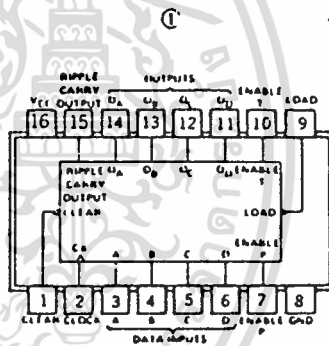 ①
RIPPLE CARRY OUTPUT
OUTPUTS
VCC QA QB QC QD ENABLE T LOAD
16 15 14 13 12 11 10 9
RIPPLE CARRY OUTPUT QA QB QC QD ENABLE T
CLEAR LOAD
CK A B C D ENABLE P
1 2 3 4 5 6 7 8
CLEAR CLOCK A B C D ENABLE P GND
DATA INPUTS